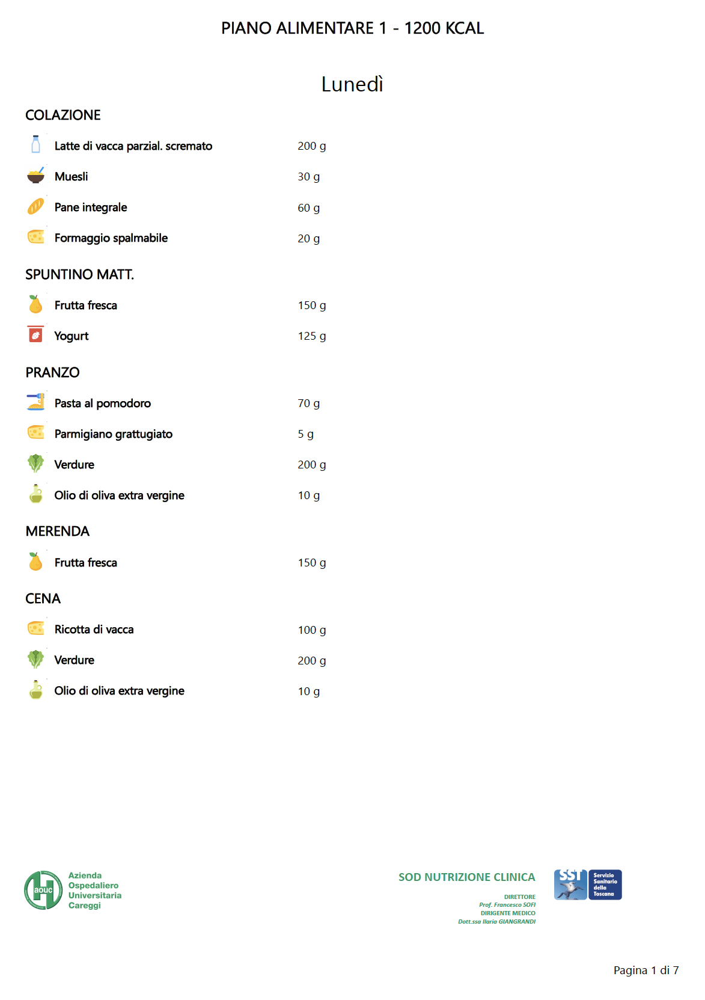 PIANO ALIMENTARE 1 - 1200 KCAL
Lunedì
COLAZIONE
Latte di vacca parzial. scremato 200 g
Muesli 30 g
Pane integrale 60 g
Formaggio spalmabile 20 g
SPUNTINO MATT.
Frutta fresca 150 g
Yogurt 125 g
PRANZO
Pasta al pomodoro 70 g
Parmigiano grattugiato 5 g
Verdure 200 g
Olio di oliva extra vergine 10 g
MERENDA
Frutta fresca 150 g
CENA
Ricotta di vacca 100 g
Verdure 200 g
Olio di oliva extra vergine 10 g
aouc
Azienda
Ospedaliero
Universitaria
Careggi
SOD NUTRIZIONE CLINICA
DIRETTORE
Prof. Francesco SOFI
DIRIGENTE MEDICO
Dott.ssa Ilaria GIANGRANDI
SST
Servizio
Sanitario
della
Toscana
Pagina 1 di 7